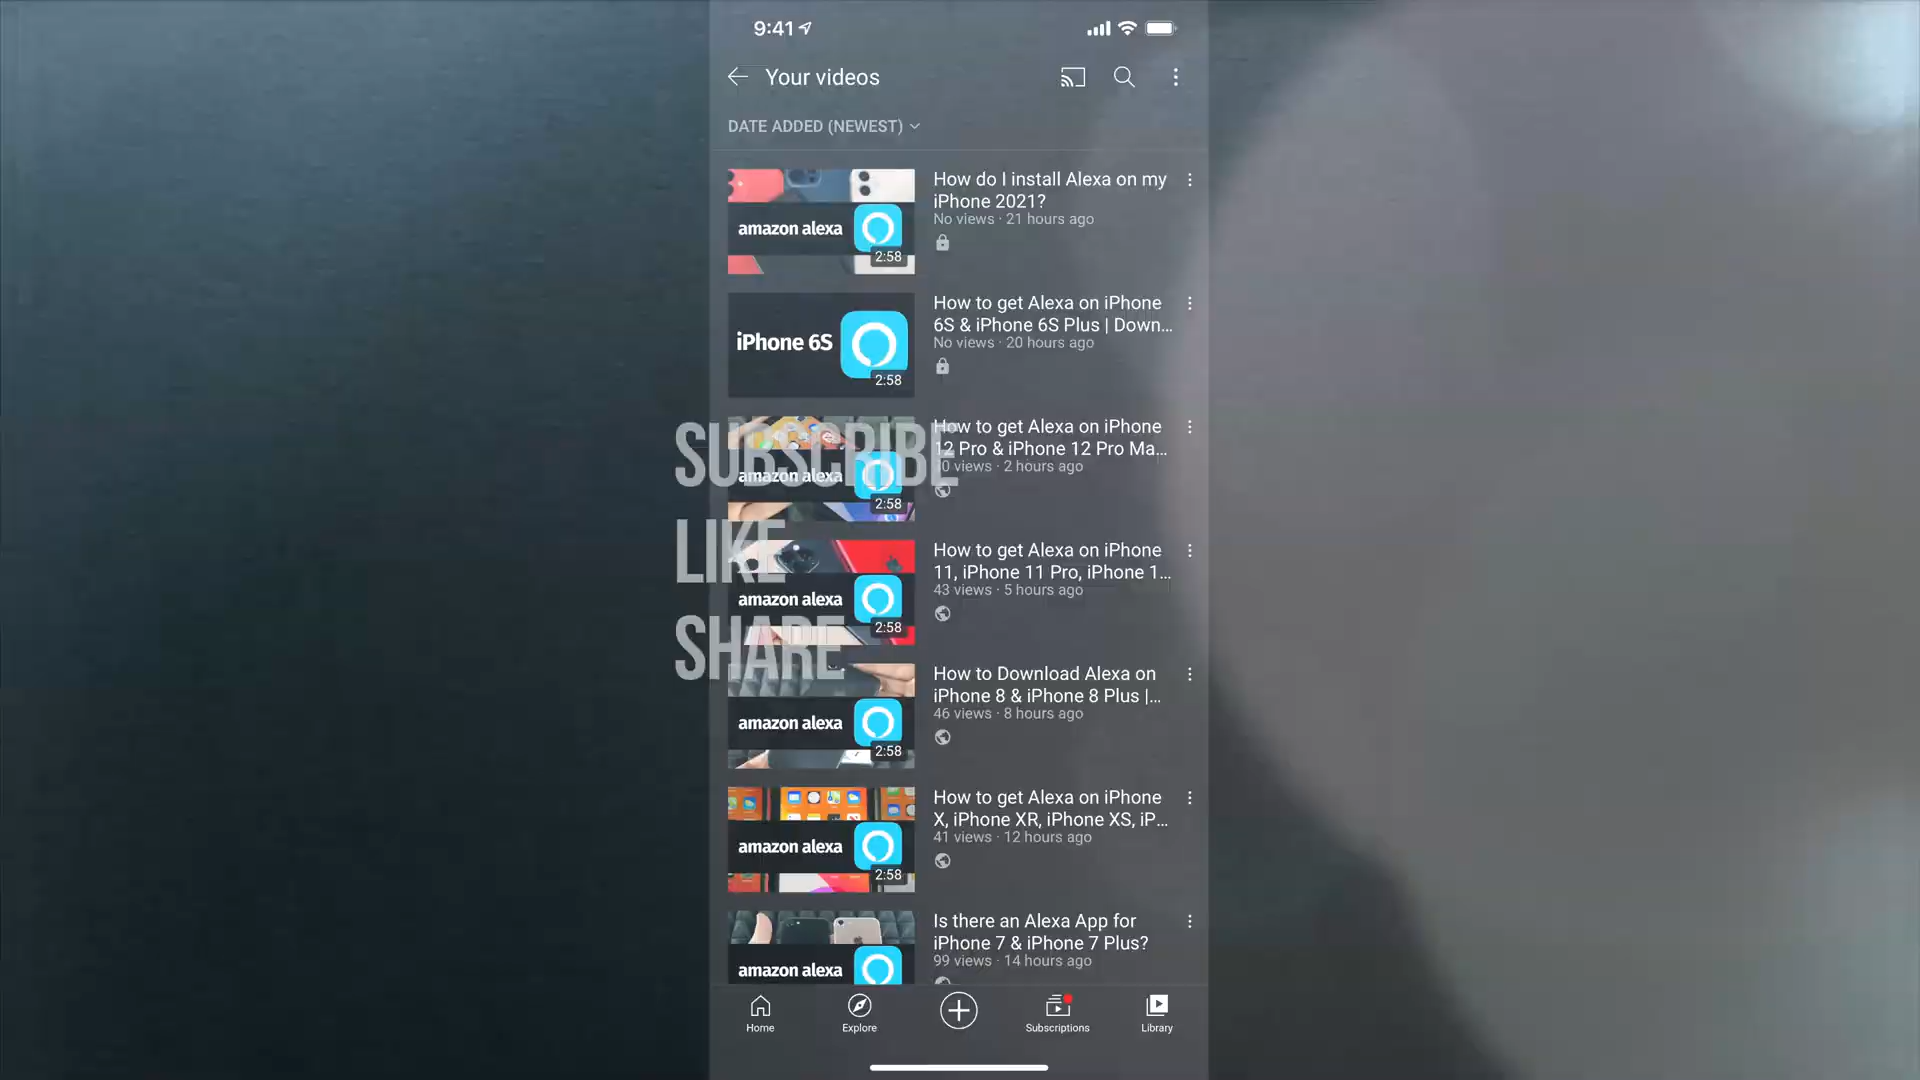 9:41
Your videos
DATE ADDED (NEWEST)
amazon alexa
2:58
How do I install Alexa on my
iPhone 2021?
No views · 21 hours ago
iPhone 6S
2:58
How to get Alexa on iPhone
6S & iPhone 6S Plus | Down...
No views · 20 hours ago
SUBSCRIBE
LIKE
SHARE
amazon alexa
2:58
How to get Alexa on iPhone
12 Pro & iPhone 12 Pro Ma...
views · 2 hours ago
amazon alexa
2:58
How to get Alexa on iPhone
11, iPhone 11 Pro, iPhone 1...
43 views · 5 hours ago
amazon alexa
2:58
How to Download Alexa on
iPhone 8 & iPhone 8 Plus |...
46 views · 8 hours ago
amazon alexa
2:58
How to get Alexa on iPhone
X, iPhone XR, iPhone XS, iP...
41 views · 12 hours ago
amazon alexa
Is there an Alexa App for
iPhone 7 & iPhone 7 Plus?
99 views · 14 hours ago
Home
Explore
Subscriptions
Library